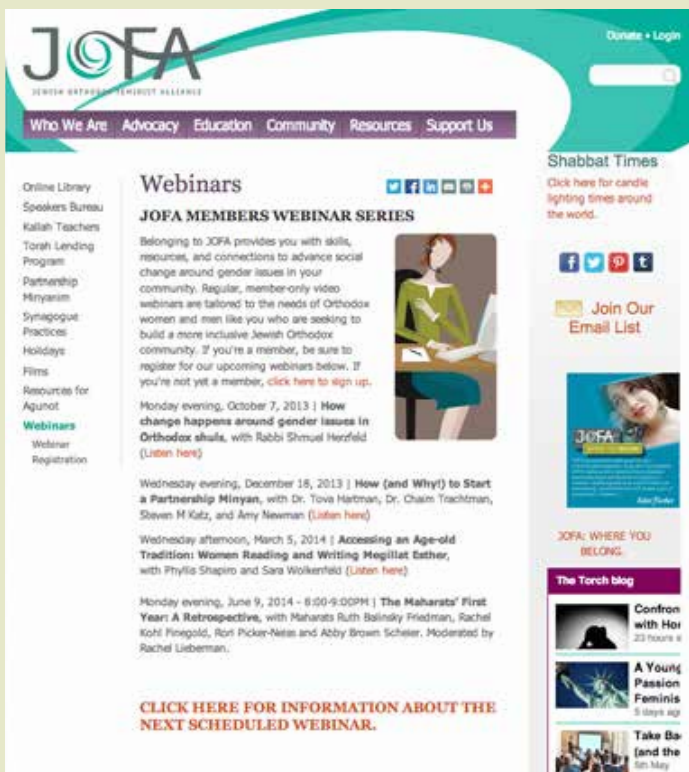 JOFA
JEWISH ORTHODOX FEMINIST ALLIANCE
Donate • Login
Who We Are Advocacy Education Community Resources Support Us
Online Library
Speakers Bureau
Kallah Teachers
Torah Lending
Program
Partnership
Minyanim
Synagogue
Practices
Holidays
Films
Resources for
Agunot
Webinars
Webinar
Registration
Webinars
JOFA MEMBERS WEBINAR SERIES
Belonging to JOFA provides you with skills,
resources, and connections to advance social
change around gender issues in your
community. Regular, member-only video
webinars are tailored to the needs of Orthodox
women and men like you who are seeking to
build a more inclusive Jewish Orthodox
community. If you're a member, be sure to
register for our upcoming webinars below. If
you're not yet a member, click here to sign up.
Monday evening, October 7, 2013 | How
change happens around gender issues in
Orthodox shuls, with Rabbi Shmuel Herzfeld
(Listen here)
Wednesday evening, December 18, 2013 | How (and Why!) to Start
a Partnership Minyan, with Dr. Tova Hartman, Dr. Chaim Trachtman,
Steven M Katz, and Amy Newman (Listen here)
Wednesday afternoon, March 5, 2014 | Accessing an Age-old
Tradition: Women Reading and Writing Megillat Esther,
with Phyllis Shapiro and Sara Wolkenfeld (Listen here)
Monday evening, June 9, 2014 - 8:00-9:00PM | The Maharats' First
Year: A Retrospective, with Maharats Ruth Balinsky Friedman, Rachel
Kohl Finegold, Rori Picker-Neiss and Abby Brown Scheier. Moderated by
Rachel Lieberman.
CLICK HERE FOR INFORMATION ABOUT THE
NEXT SCHEDULED WEBINAR.
Shabbat Times
Click here for candle
lighting times around
the world.
Join Our
Email List
JOFA
JOFA: WHERE YOU
BELONG.
The Torch blog
Confron
with Hor
23 hours a
A Young
Passion
Feminis
5 days ago
Take Ba
(and the
5th May